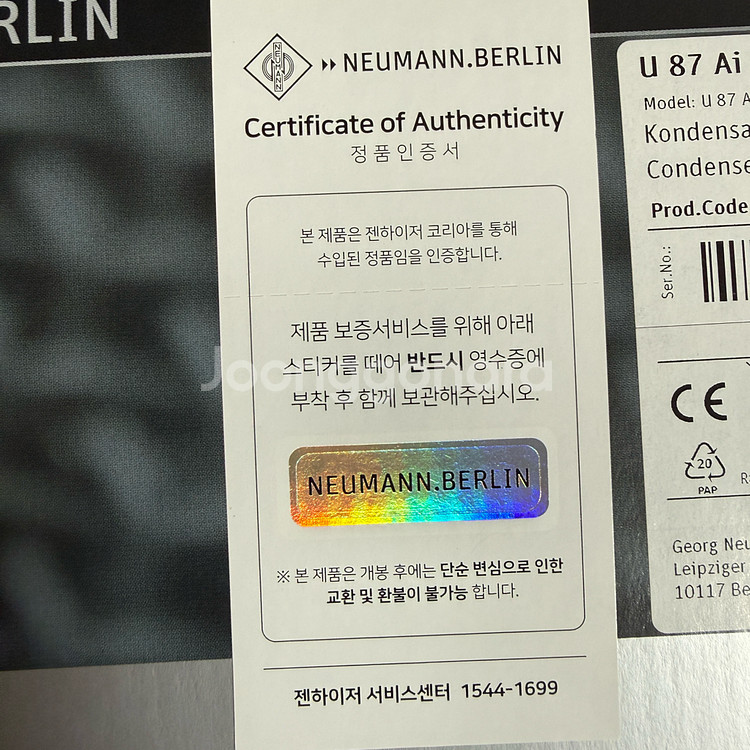 RLIN
NEUMANN
NEUMANN.BERLIN
Certificate of Authenticity
정품인증서
본 제품은 젠하이저 코리아를 통해
수입된 정품임을 인증합니다.
제품 보증서비스를 위해 아래
스티커를 떼어 반드시 영수증에
부착 후 함께 보관해주십시오.
Joongonara
NEUMANN.BERLIN
※ 본 제품은 개봉 후에는 단순 변심으로 인한
교환 및 환불이 불가능 합니다.
젠하이저 서비스센터 1544-1699
U 87 Ai
Model: U 87 A
Kondensa
Condense
Prod.Code
Ser.No.:
CE
20
PAP
R
Georg Neu
Leipziger
10117 Be